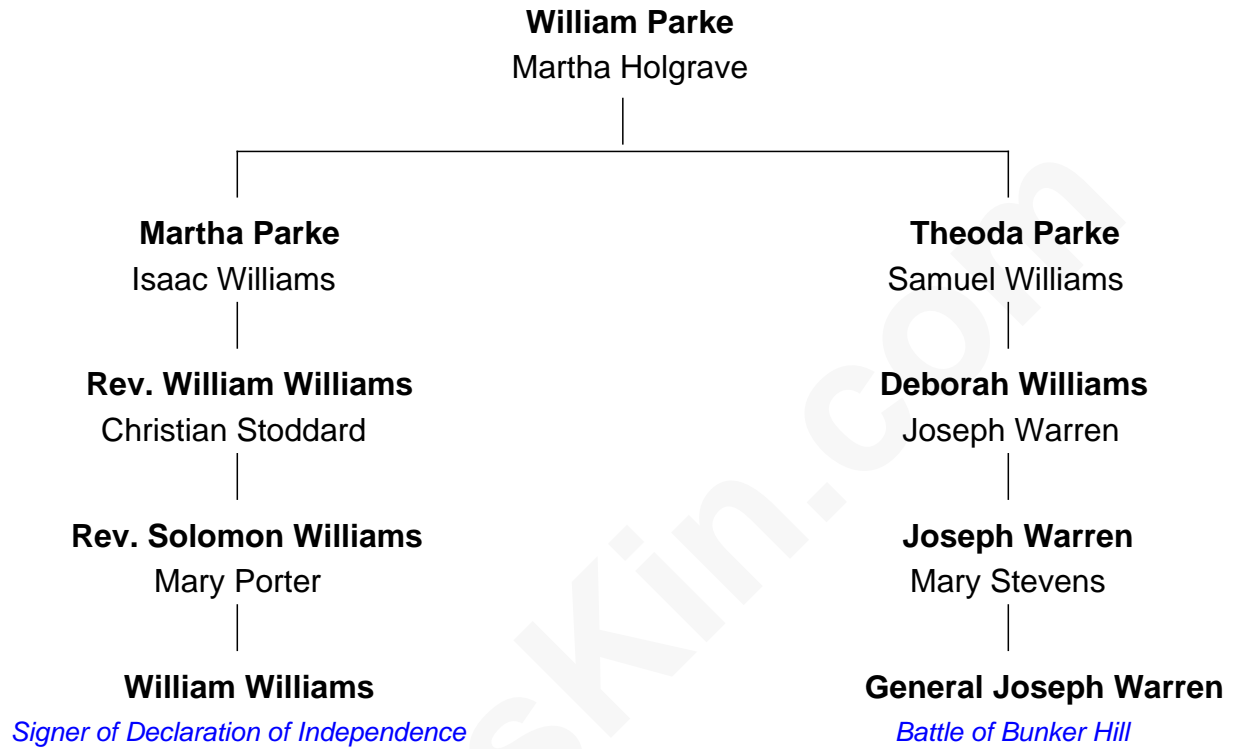 William Parke
Martha Holgrave
Martha Parke
Isaac Williams
Theoda Parke
Samuel Williams
Rev. William Williams
Christian Stoddard
Deborah Williams
Joseph Warren
Rev. Solomon Williams
Mary Porter
Joseph Warren
Mary Stevens
William Williams
Signer of Declaration of Independence
General Joseph Warren
Battle of Bunker Hill
sKin.com